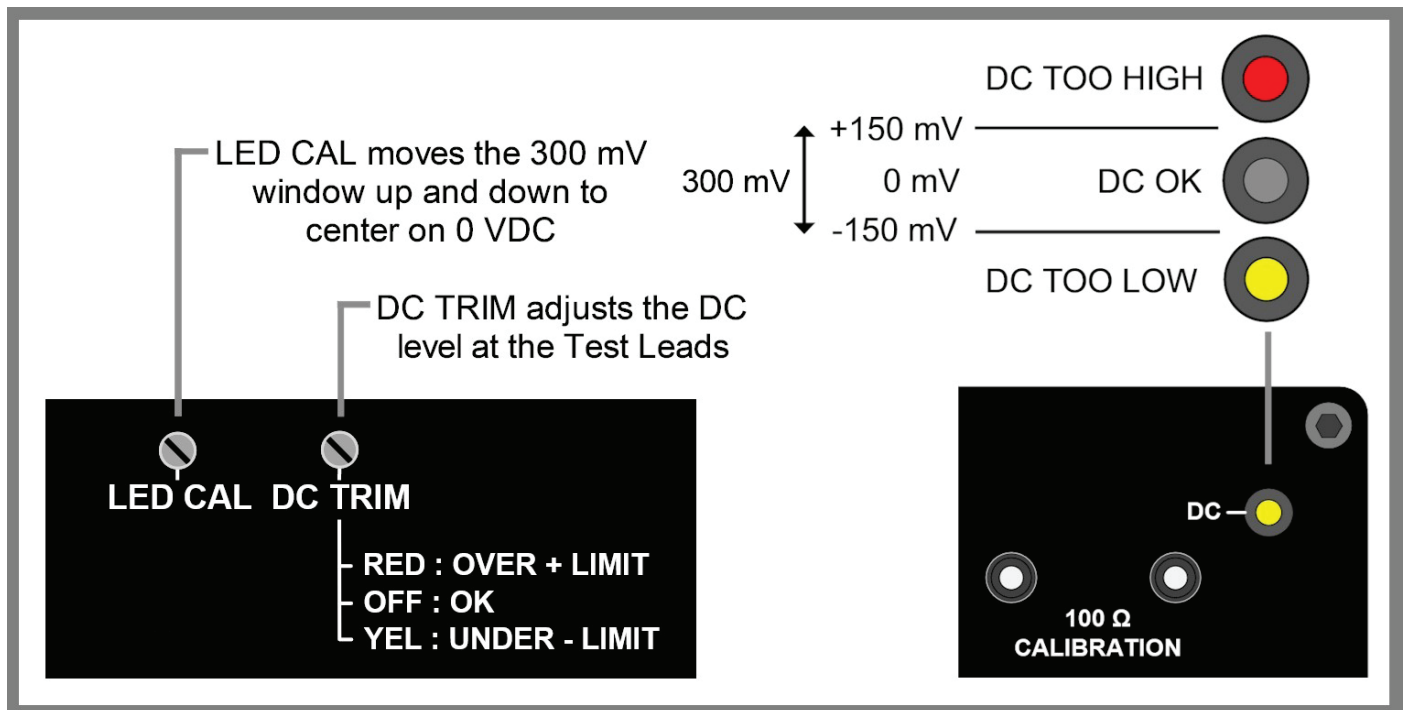 LED CAL moves the 300 mV
window up and down to
center on 0 VDC
DC TRIM adjusts the DC
level at the Test Leads
LED CAL
DC TRIM
RED : OVER + LIMIT
OFF : OK
YEL : UNDER - LIMIT
DC TOO HIGH
+150 mV
300 mV
0 mV
DC OK
-150 mV
DC TOO LOW
DC
100 Ω
CALIBRATION